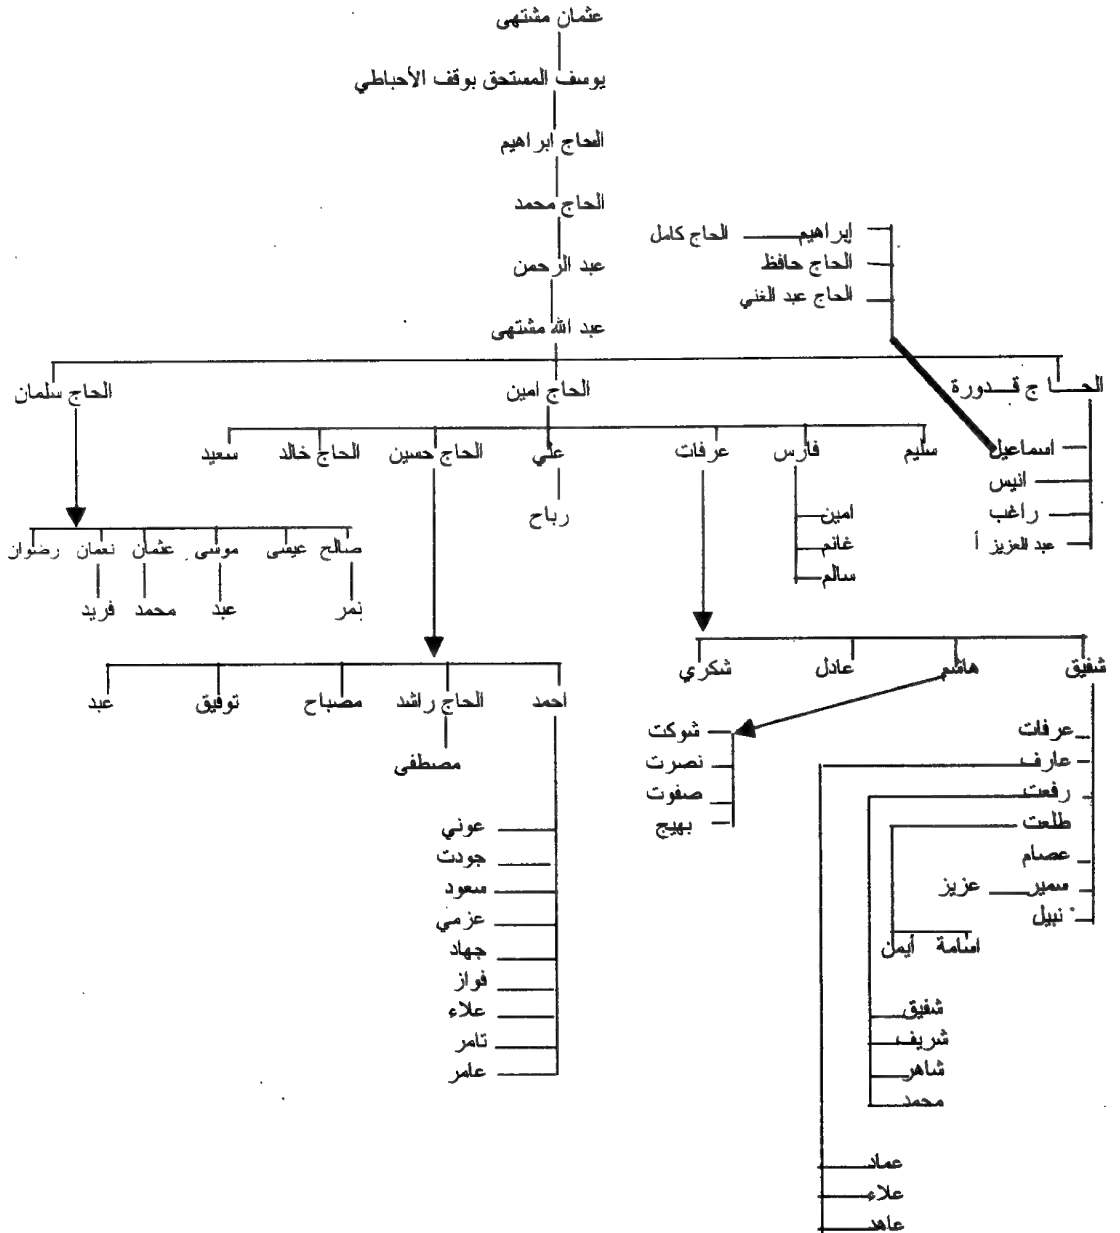 عثمان مشتهى
يوسف المستحق بوقف الأحباطي
الحاج ابراهيم
الحاج محمد
إبراهيم الحاج كامل
الحاج حافظ
عبد الرحمن
الحاج عبد الغني
عبد الله مشتهى
الحاج قدورة الحاج امين الحاج سلمان
اسماعيل سليم فارس عرفات علي الحاج حسين الحاج خالد سعيد
انيس
راغب امين رباح
عبد العزيز أ غانم صالح عيسى موسى عثمان نعمان رضوان
سالم
نمر عبد محمد فريد
شفيق هاشم عادل شكري
احمد الحاج راشد مصباح توفيق عبد
عرفات شوكت
عارف نصرت مصطفى
رفعت صفوت
طلعت بهيج عوني
عصام جودت
سمير عزيز سعود
نبيل عزمي
اسامة أيمن جهاد
فواز
شفيق علاء
شريف تامر
شاهر عامر
محمد
عماد
علاء
عاهد